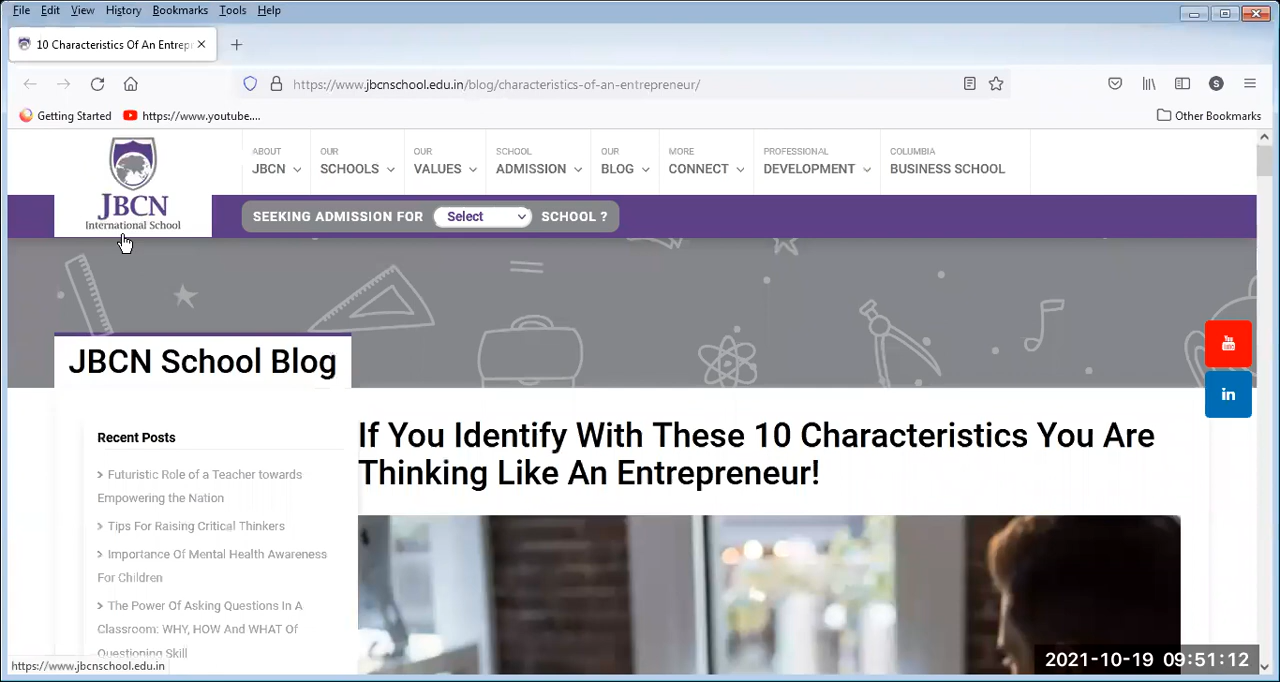 File Edit View History Bookmarks Tools Help
10 Characteristics Of An Entrepr
https://www.jbcnschool.edu.in/blog/characteristics-of-an-entrepreneur/
Getting Started https://www.youtube.... Other Bookmarks
ABOUT
JBCN
OUR
SCHOOLS
OUR
VALUES
SCHOOL
ADMISSION
OUR
BLOG
MORE
CONNECT
PROFESSIONAL
DEVELOPMENT
COLUMBIA
BUSINESS SCHOOL
JBCN
International School
SEEKING ADMISSION FOR Select SCHOOL ?
JBCN School Blog
You
Tube
in
Recent Posts
Futuristic Role of a Teacher towards
Empowering the Nation
Tips For Raising Critical Thinkers
Importance Of Mental Health Awareness
For Children
The Power Of Asking Questions In A
Classroom: WHY, HOW And WHAT Of
Questioning Skill
If You Identify With These 10 Characteristics You Are
Thinking Like An Entrepreneur!
https://www.jbcnschool.edu.in
2021-10-19 09:51:12